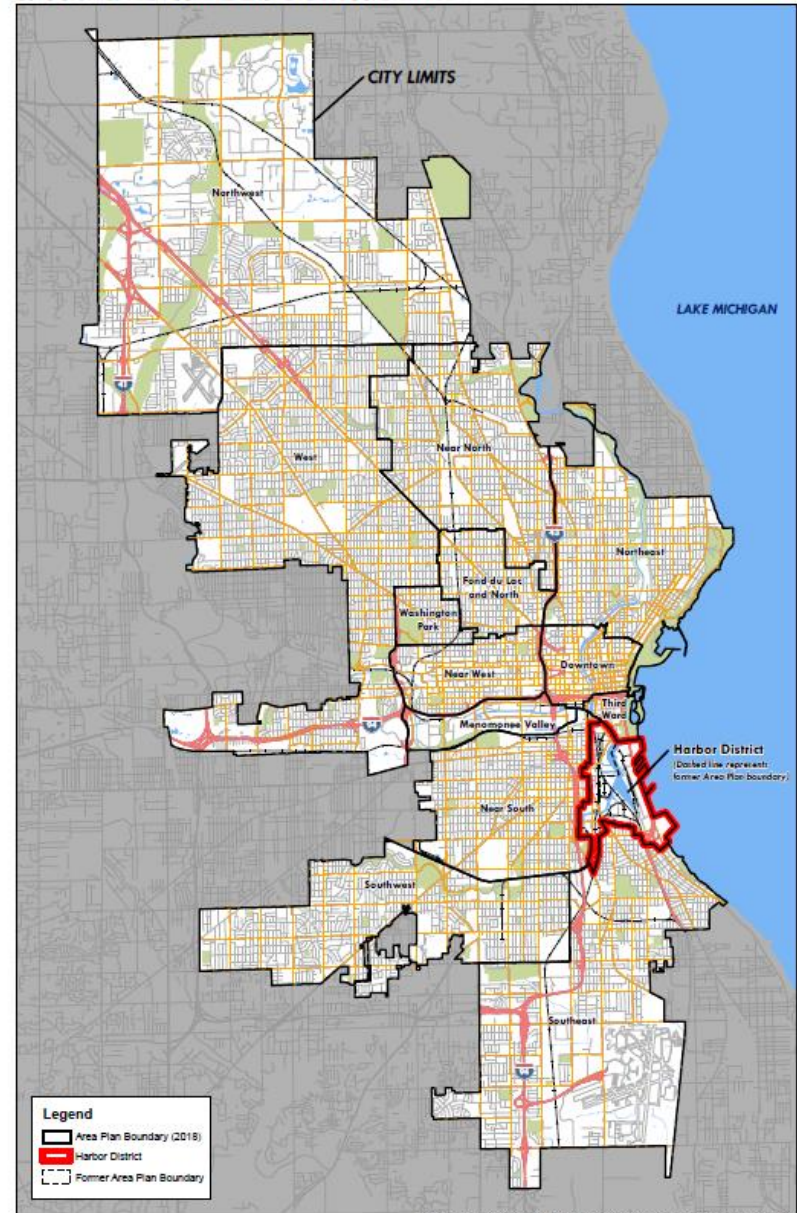 CITY LIMITS
Northwest
LAKE MICHIGAN
West
Near North
Northeast
Fond du Lac
and North
Washington
Park
Near West
Downtown
Third
Ward
Menomonee Valley
Harbor District
(Dashed line represents
former Area Plan boundary)
Near South
Southwest
Southeast
Legend
Area Plan Boundary (2018)
Harbor District
Former Area Plan Boundary